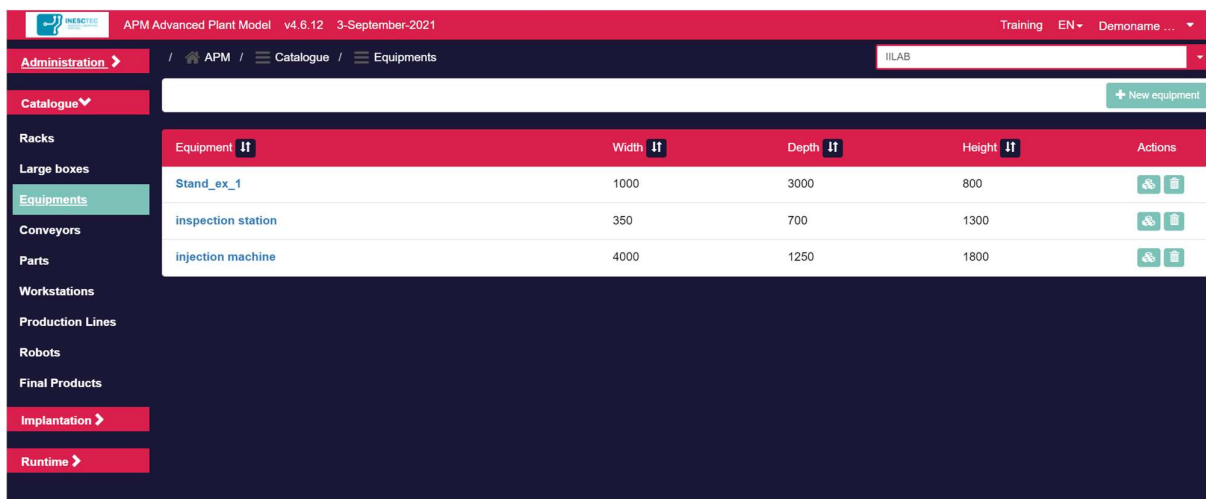 INESCTEC APM Advanced Plant Model v4.6.12 3-September-2021 Training EN Demoname ...
Administration / APM / Catalogue / Equipments IILAB
Catalogue + New equipment
Racks
Equipment Width Depth Height Actions
Large boxes
Stand_ex_1 1000 3000 800
Equipments
inspection station 350 700 1300
Conveyors
injection machine 4000 1250 1800
Parts
Workstations
Production Lines
Robots
Final Products
Implantation
Runtime